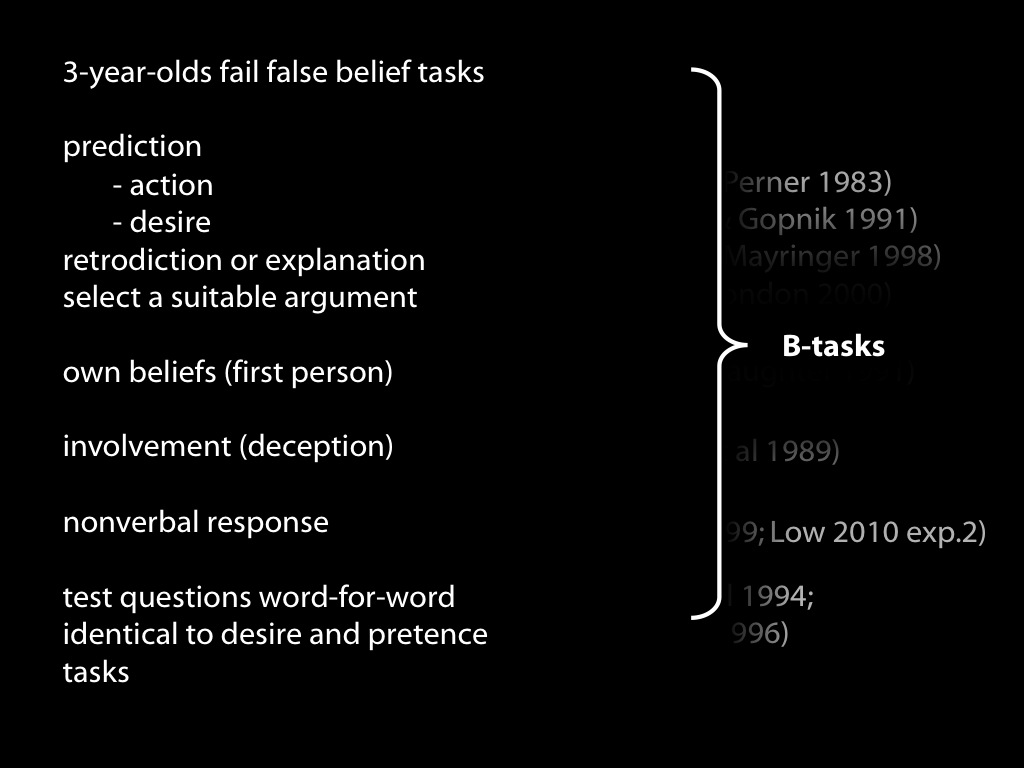 3-year-olds fail false belief tasks
prediction
- action
Perner 1983)
- desire
& Gopnik 1991)
retrodiction or explanation
Mayringer 1998)
select a suitable argument
ondon 2000)
B-tasks
own beliefs (first person)
involvement (deception)
al 1989)
nonverbal response
99; Low 2010 exp.2)
test questions word-for-word
1994;
identical to desire and pretence
996)
tasks